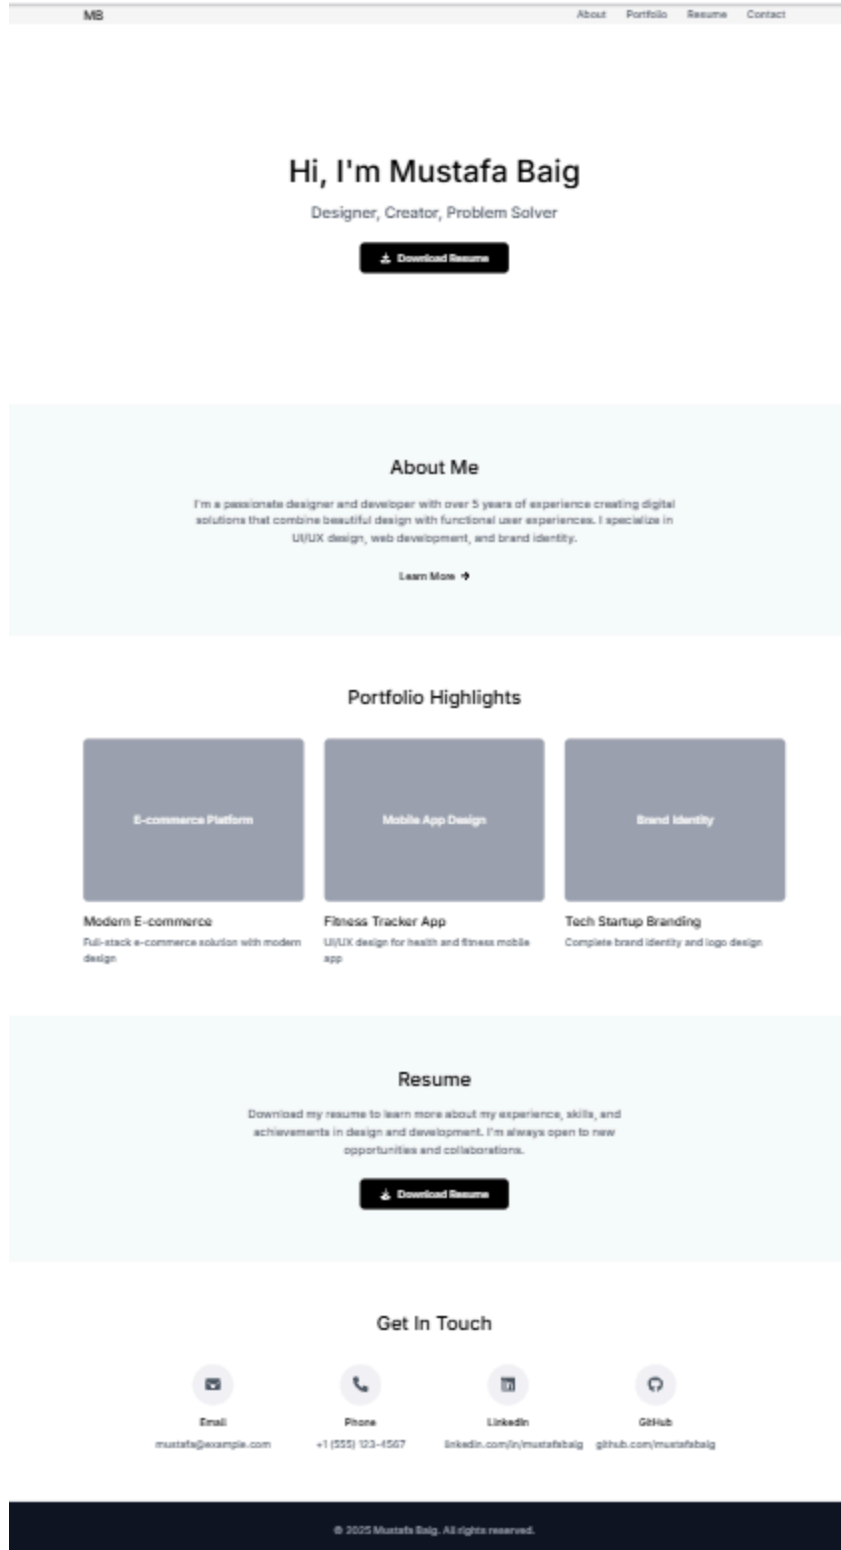 MB
About Portfolio Resume Contact
Hi, I'm Mustafa Baig
Designer, Creator, Problem Solver
Download Resume
About Me
I'm a passionate designer and developer with over 5 years of experience creating digital
solutions that combine beautiful design with functional user experiences. I specialize in
UI/UX design, web development, and brand identity.
Learn More
Portfolio Highlights
E-commerce Platform
Mobile App Design
Brand Identity
Modern E-commerce
Full-stack e-commerce solution with modern
design
Fitness Tracker App
UI/UX design for health and fitness mobile
app
Tech Startup Branding
Complete brand identity and logo design
Resume
Download my resume to learn more about my experience, skills, and
achievements in design and development. I'm always open to new
opportunities and collaborations.
Download Resume
Get In Touch
Email
mustafa@example.com
Phone
+1 (555) 123-4567
LinkedIn
linkedin.com/in/mustafabaig
GitHub
github.com/mustafabaig
© 2025 Mustafa Baig. All rights reserved.